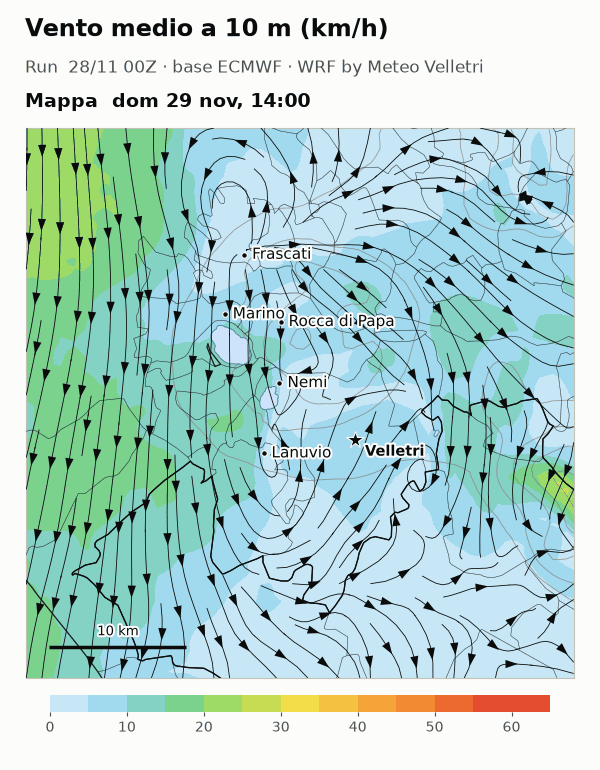 Vento medio a 10 m (km/h)
Run 28/11 00Z · base ECMWF · WRF by Meteo Velletri
Mappa dom 29 nov, 14:00
Frascati
Marino
Rocca di Papa
Nemi
Velletri
Lanuvio
10 km
0 10 20 30 40 50 60